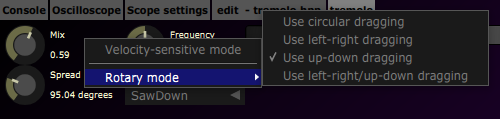 Console Oscilloscope Scope settings edit - tremolo.bnp tremolo
Mix
Frequency
0.59
Velocity-sensitive mode
Rotary mode
Use circular dragging
Use left-right dragging
✓ Use up-down dragging
Use left-right/up-down dragging
Spread
95.04 degrees
SawDown